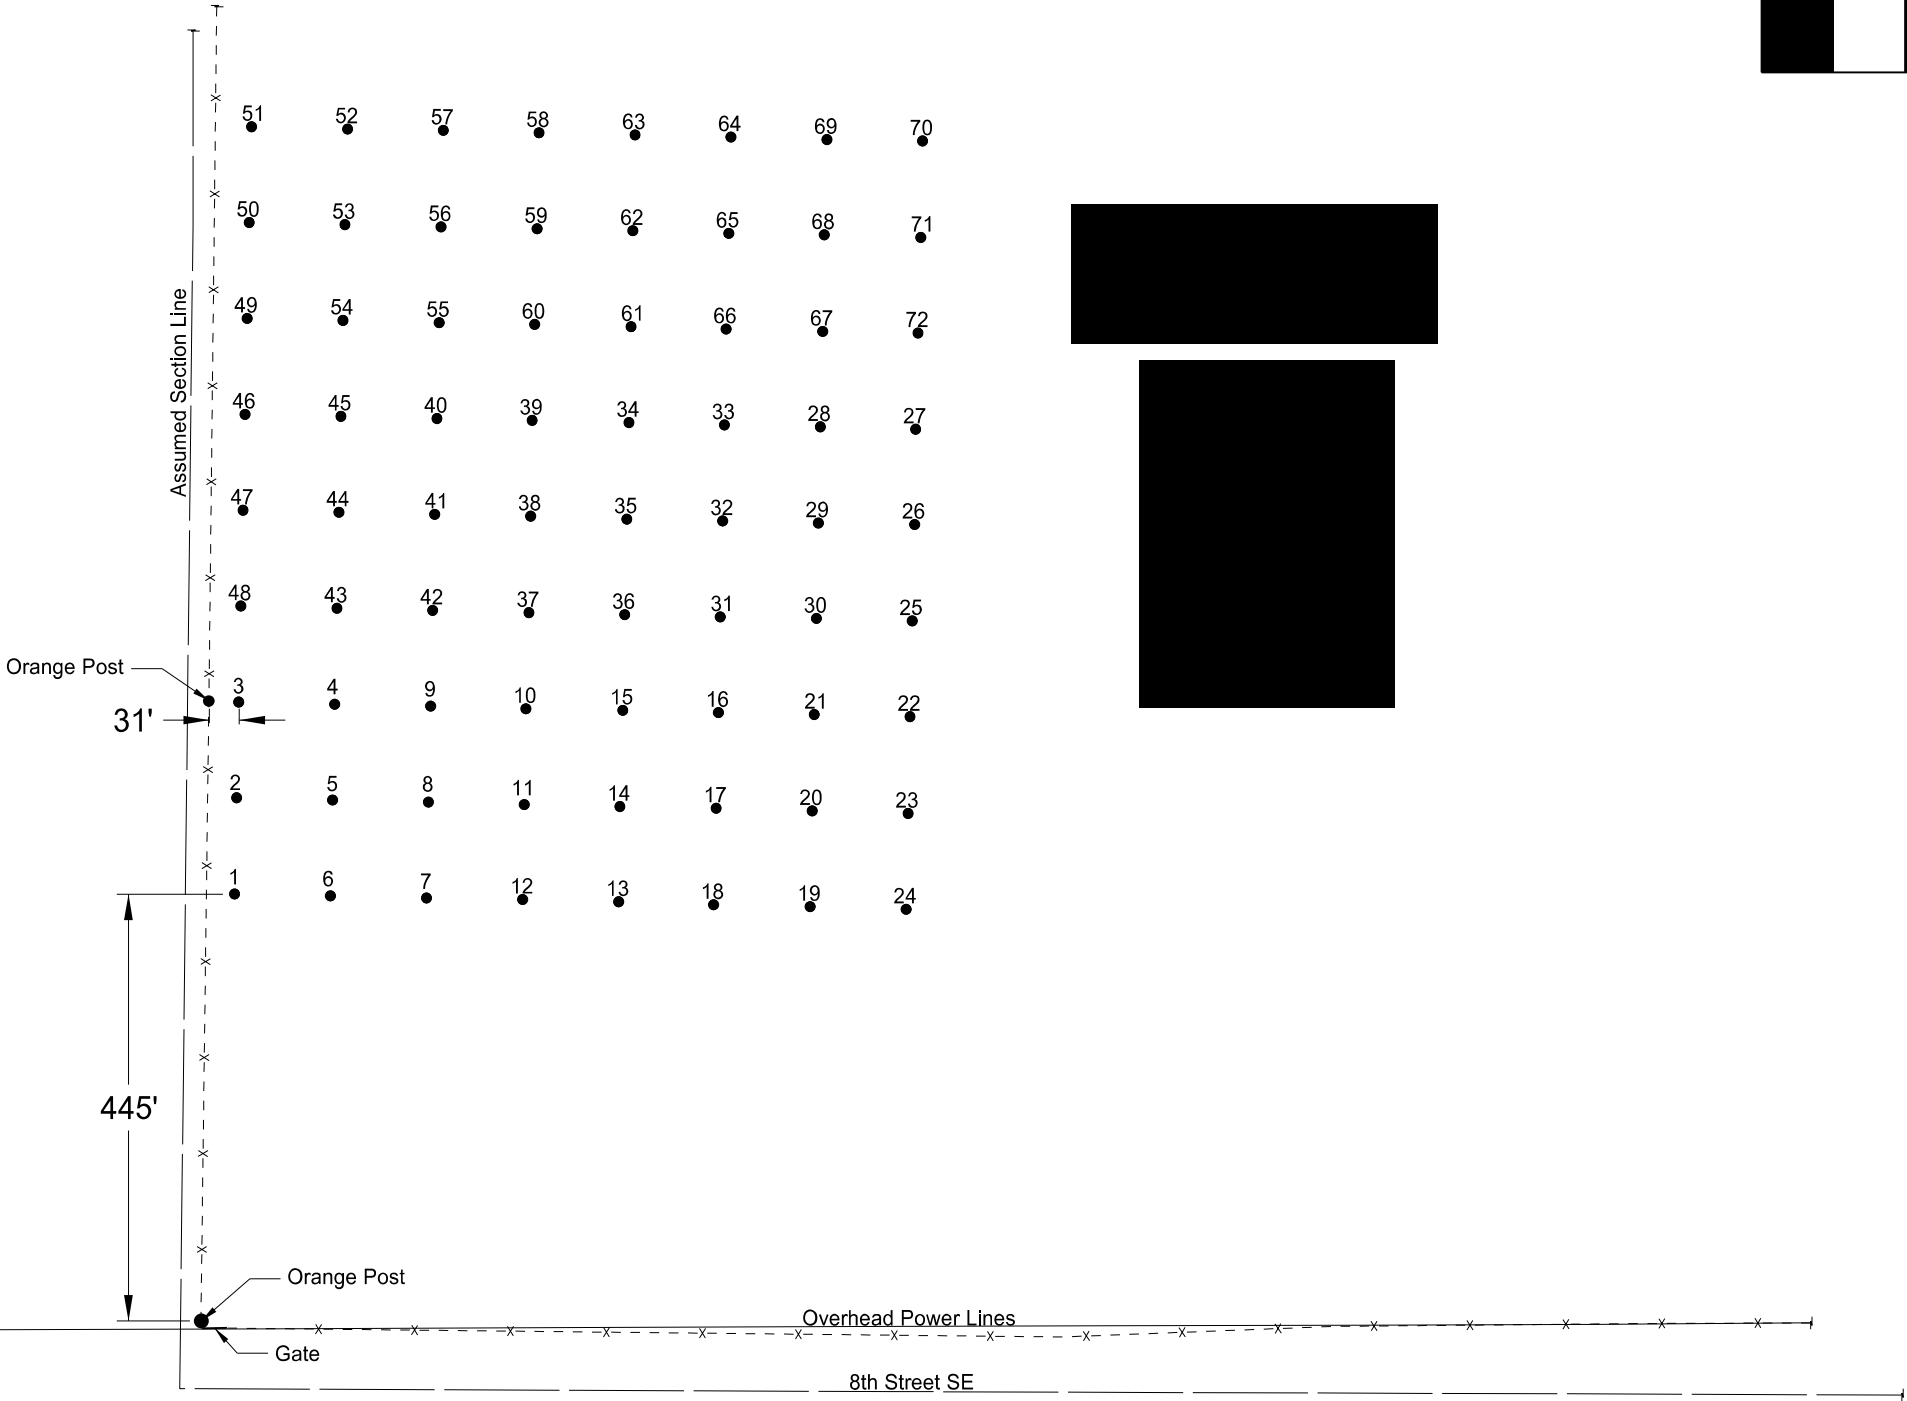 51 52 57 58 63 64 69 70
50 53 56 59 62 65 68 71
49 54 55 60 61 66 67 72
Assumed Section Line
46 45 40 39 34 33 28 27
47 44 41 38 35 32 29 26
48 43 42 37 36 31 30 25
Orange Post
3 4 9 10 15 16 21 22
31'
2 5 8 11 14 17 20 23
1 6 7 12 13 18 19 24
445'
Orange Post
Overhead Power Lines
Gate
8th Street SE